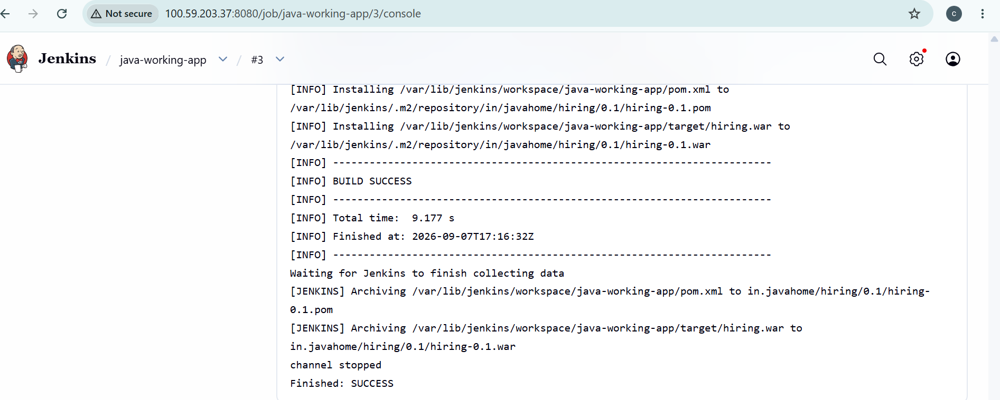 Not secure 100.59.203.37:8080/job/java-working-app/3/console
C
Jenkins / java-working-app / #3
[INFO] Installing /var/lib/jenkins/workspace/java-working-app/pom.xml to
/var/lib/jenkins/.m2/repository/in/javahome/hiring/0.1/hiring-0.1.pom
[INFO] Installing /var/lib/jenkins/workspace/java-working-app/target/hiring.war to
/var/lib/jenkins/.m2/repository/in/javahome/hiring/0.1/hiring-0.1.war
[INFO] ------------------------------------------------------------------------
[INFO] BUILD SUCCESS
[INFO] ------------------------------------------------------------------------
[INFO] Total time:  9.177 s
[INFO] Finished at: 2026-09-07T17:16:32Z
[INFO] ------------------------------------------------------------------------
Waiting for Jenkins to finish collecting data
[JENKINS] Archiving /var/lib/jenkins/workspace/java-working-app/pom.xml to in.javahome/hiring/0.1/hiring-
0.1.pom
[JENKINS] Archiving /var/lib/jenkins/workspace/java-working-app/target/hiring.war to
in.javahome/hiring/0.1/hiring-0.1.war
channel stopped
Finished: SUCCESS